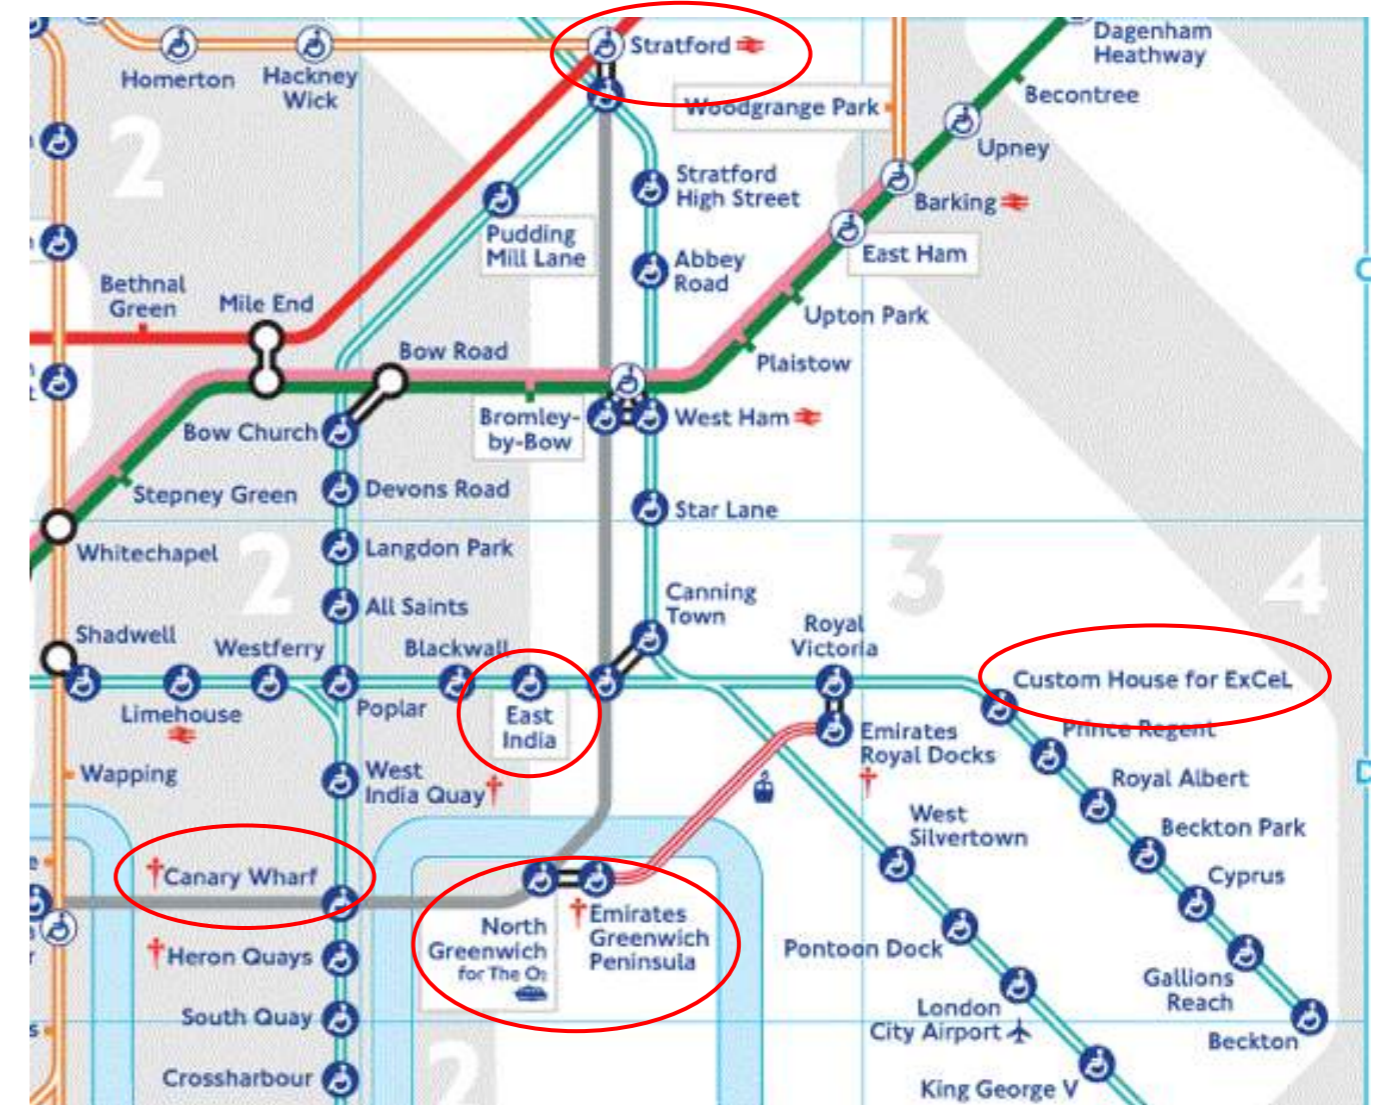 Stratford
Dagenham
Heathway
Homerton
Hackney
Wick
Becontree
Woodgrange Park
2
Upney
Stratford
High Street
Barking
Pudding
Mill Lane
East Ham
Abbey
Road
C
Bethnal
Green
Mile End
Upton Park
Bow Road
Plaistow
Bromley-
by-Bow
West Ham
Bow Church
Stepney Green
Devons Road
Star Lane
Whitechapel
2
Langdon Park
3
4
Canning
Town
All Saints
Shadwell
Westferry
Blackwall
Royal
Victoria
Custom House for ExCeL
Limehouse
Poplar
East
India
Prince Regent
Emirates
Royal Docks
†
Wapping
West
India Quay†
Royal Albert
D
West
Silvertown
Beckton Park
†Canary Wharf
Cyprus
North
Greenwich
for The O2
†Emirates
Greenwich
Peninsula
†Heron Quays
Pontoon Dock
Gallions
Reach
South Quay
London
City Airport
Beckton
2
Crossharbour
King George V